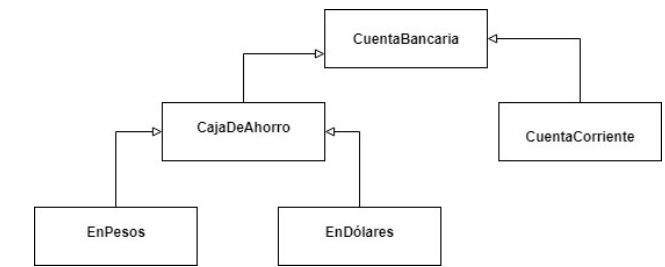 CuentaBancaria
CajaDeAhorro
CuentaCorriente
EnPesos
EnDólares